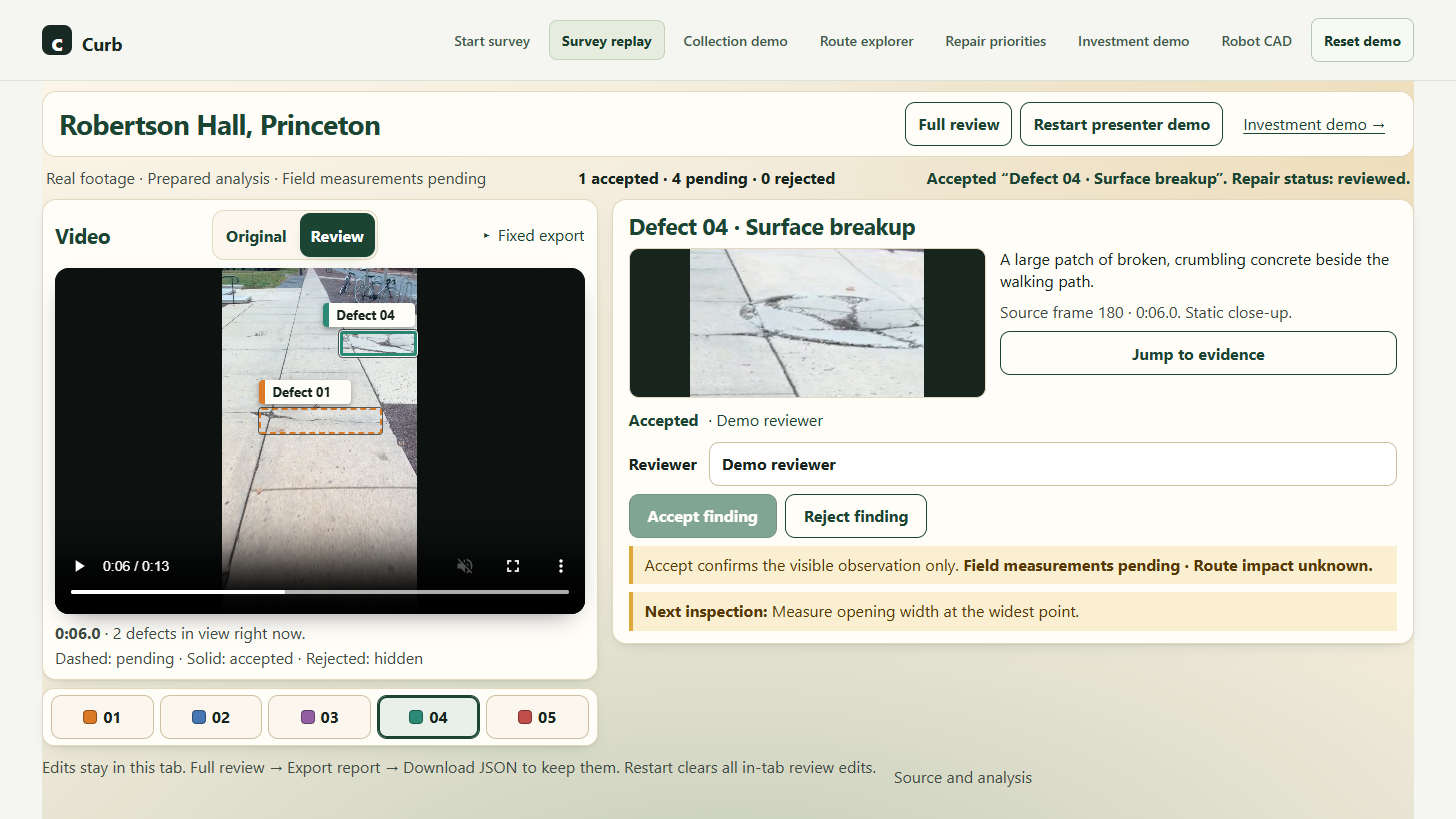 c Curb
Start survey
Survey replay
Collection demo
Route explorer
Repair priorities
Investment demo
Robot CAD
Reset demo
Robertson Hall, Princeton
Full review
Restart presenter demo
Investment demo →
Real footage · Prepared analysis · Field measurements pending
1 accepted · 4 pending · 0 rejected
Accepted “Defect 04 · Surface breakup”. Repair status: reviewed.
Video
Original
Review
▸ Fixed export
Defect 04
Defect 01
0:06 / 0:13
0:06.0 · 2 defects in view right now.
Dashed: pending · Solid: accepted · Rejected: hidden
01
02
03
04
05
Defect 04 · Surface breakup
A large patch of broken, crumbling concrete beside the
walking path.
Source frame 180 · 0:06.0. Static close-up.
Jump to evidence
Accepted · Demo reviewer
Reviewer
Demo reviewer
Accept finding
Reject finding
Accept confirms the visible observation only. Field measurements pending · Route impact unknown.
Next inspection: Measure opening width at the widest point.
Edits stay in this tab. Full review → Export report → Download JSON to keep them. Restart clears all in-tab review edits.
Source and analysis